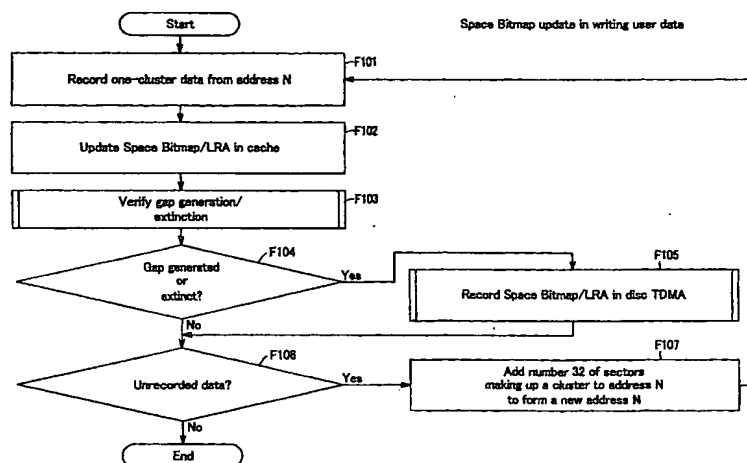 Start
Space Bitmap update in writing user data
F101
Record one-cluster data from address N
F102
Update Space Bitmap/LRA in cache
F103
Verify gap generation/
extinction
F104
Gap generated
or
extinct?
Yes
No
F105
Record Space Bitmap/LRA in disc TDMA
F106
Unrecorded data?
Yes
No
F107
Add number 32 of sectors
making up a cluster to address N
to form a new address N
End